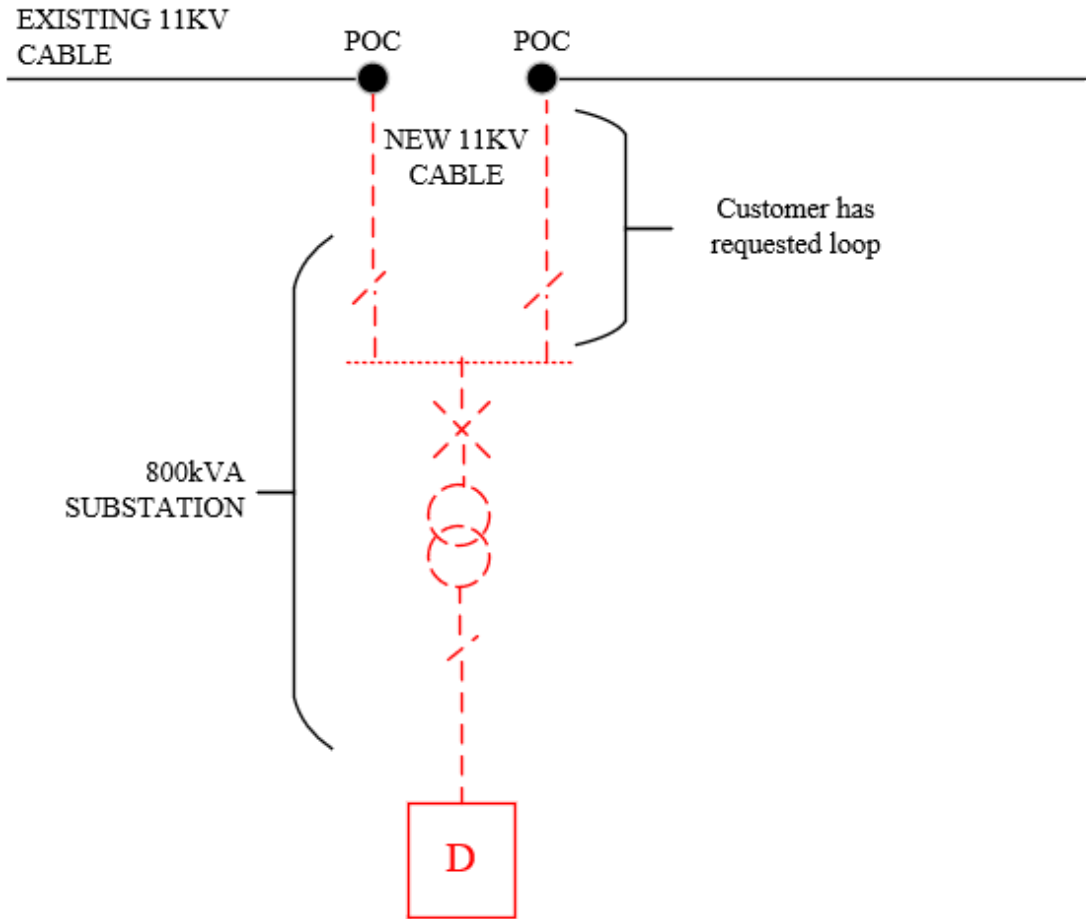 EXISTING 11KV
CABLE
POC
POC
NEW 11KV
CABLE
Customer has
requested loop
800kVA
SUBSTATION
D